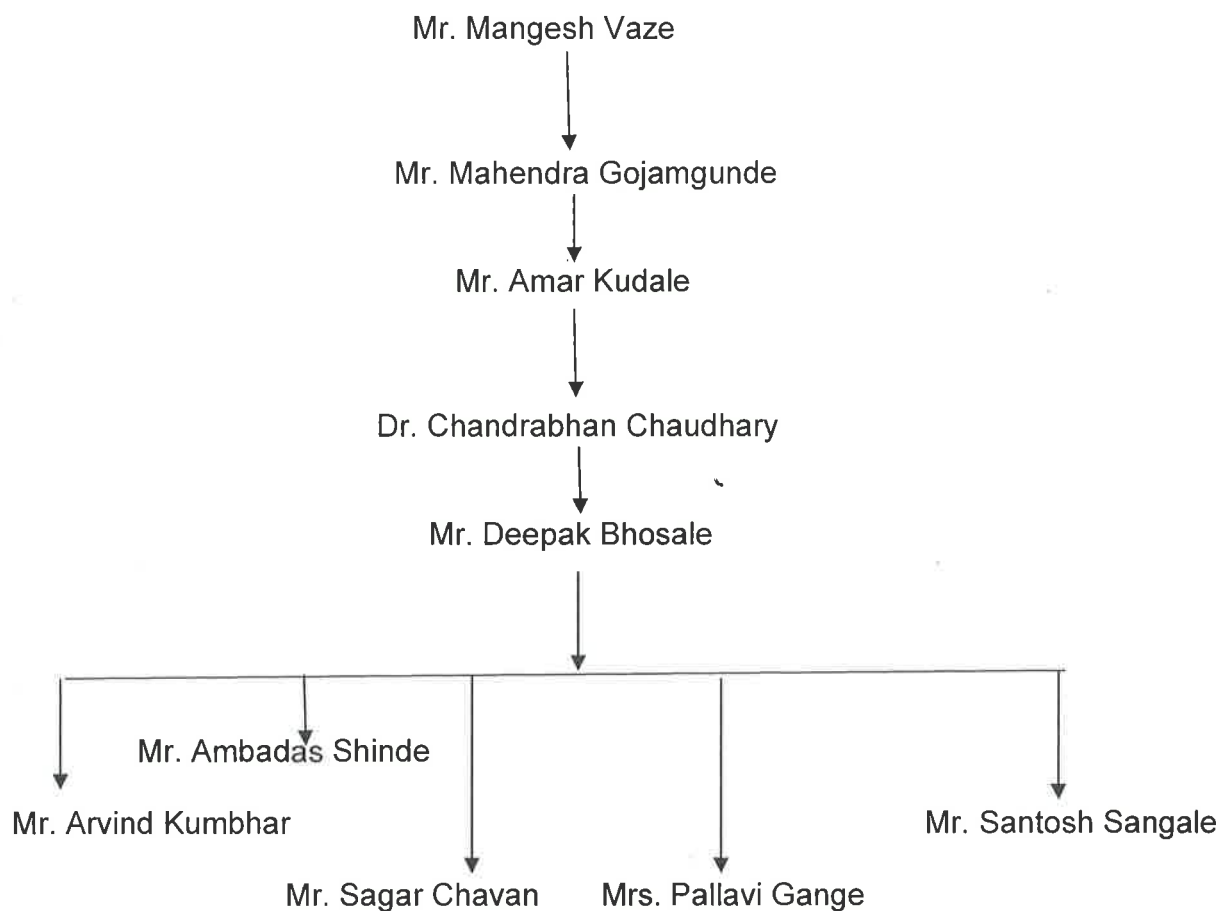 Mr. Mangesh Vaze
Mr. Mahendra Gojamgunde
Mr. Amar Kudale
Dr. Chandrabhan Chaudhary
Mr. Deepak Bhosale
Mr. Ambadas Shinde
Mr. Arvind Kumbhar
Mr. Santosh Sangale
Mr. Sagar Chavan
Mrs. Pallavi Gange